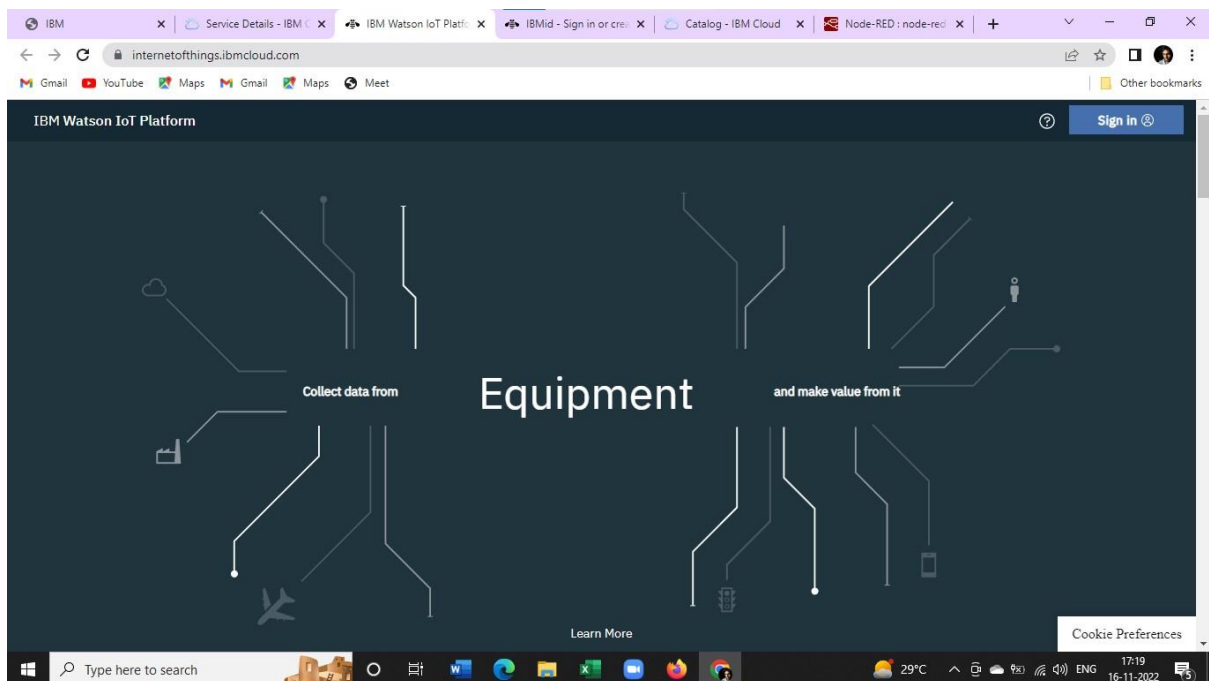 IBM
Service Details - IBM C
IBM Watson IoT Platfo
IBMid - Sign in or crea
Catalog - IBM Cloud
Node-RED : node-red
internetofthings.ibmcloud.com
Gmail YouTube Maps Gmail Maps Meet Other bookmarks
IBM Watson IoT Platform
Sign in
Collect data from Equipment and make value from it
Learn More
Cookie Preferences
Type here to search
29°C
ENG
17:19
16-11-2022
5